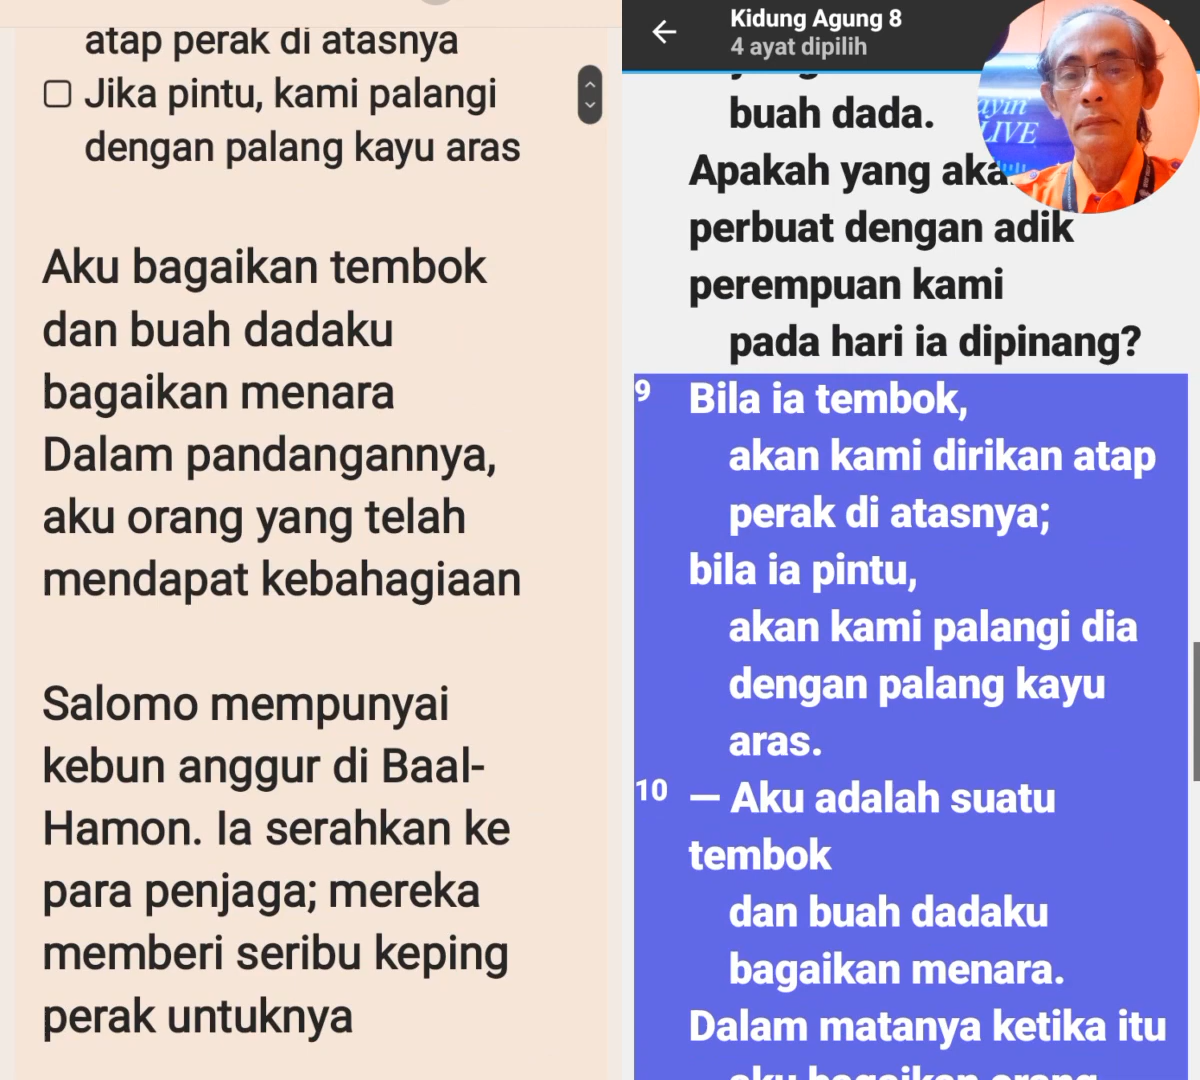 atap perak di atasnya
Jika pintu, kami palangi
dengan palang kayu aras
Aku bagaikan tembok
dan buah dadaku
bagaikan menara
Dalam pandangannya,
aku orang yang telah
mendapat kebahagiaan
Salomo mempunyai
kebun anggur di Baal-
Hamon. Ia serahkan ke
para penjaga; mereka
memberi seribu keping
perak untuknya
Kidung Agung 8
4 ayat dipilih
buah dada.
Apakah yang
perbuat dengan adik
perempuan kami
pada hari ia dipinang?
9 Bila ia tembok,
akan kami dirikan atap
perak di atasnya;
bila ia pintu,
akan kami palangi dia
dengan palang kayu
aras.
10 — Aku adalah suatu
tembok
dan buah dadaku
bagaikan menara.
Dalam matanya ketika itu
aku bagaikan orang
LIVE